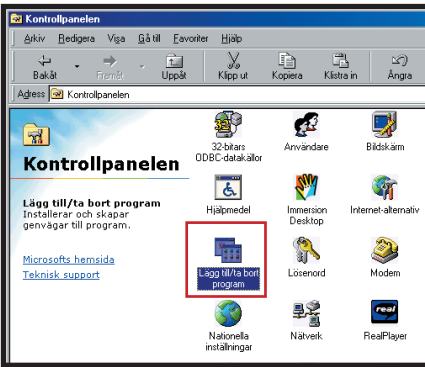 Kontrollpanelen
Arkiv Redigera Visa Gå till Favoriter Hjälp
Bakåt Framåt Uppåt Klipp ut Kopiera Klistra in Ångra
Adress Kontrollpanelen
Kontrollpanelen
Lägg till/ta bort program
Installerar och skapar
genvägar till program.
Microsofts hemsida
Teknisk support
32-bitars
ODBC-datakällor
Användare
Bildskärm
Hjälpmedel
Immersion
Desktop
Internet-alternativ
Lägg till/ta bort
program
Lösenord
Modem
Nationella
inställningar
Nätverk
real
RealPlayer